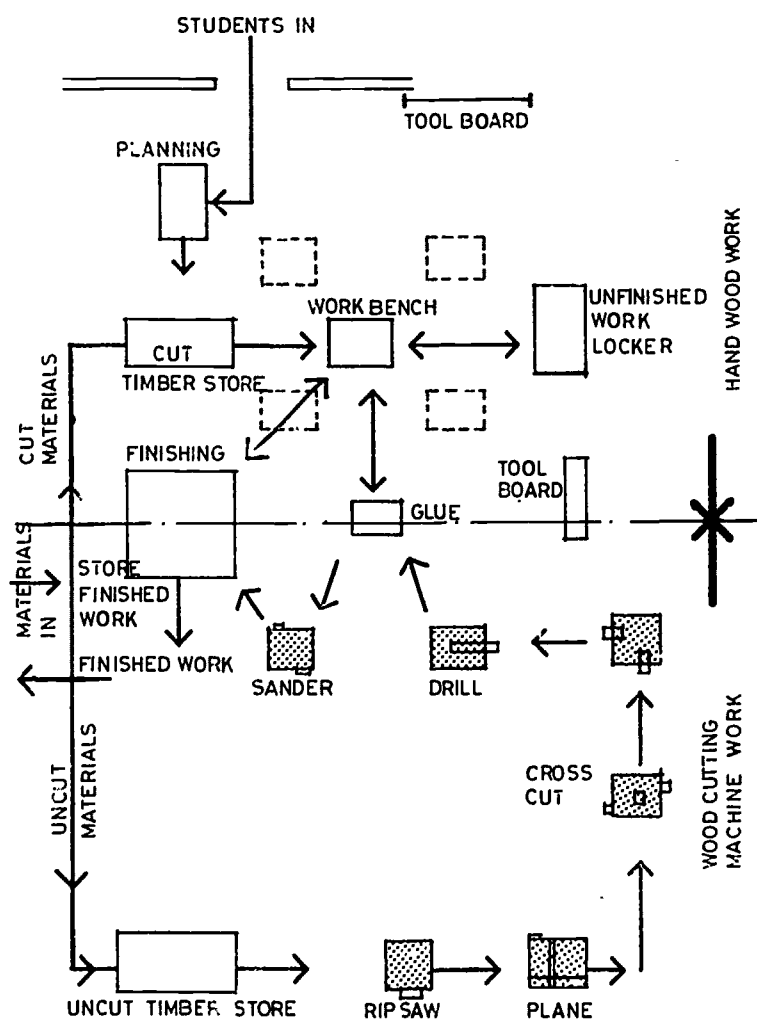 STUDENTS IN
TOOL BOARD
PLANNING
HAND WOOD WORK
WORK BENCH
UNFINISHED
WORK
LOCKER
CUT
TIMBER STORE
CUT
MATERIALS
FINISHING
TOOL
BOARD
GLUE
MATERIALS
IN
STORE
FINISHED
WORK
FINISHED WORK
SANDER
DRILL
UNCUT
MATERIALS
CROSS
CUT
WOOD CUTTING
MACHINE WORK
UNCUT TIMBER STORE
RIP SAW
PLANE